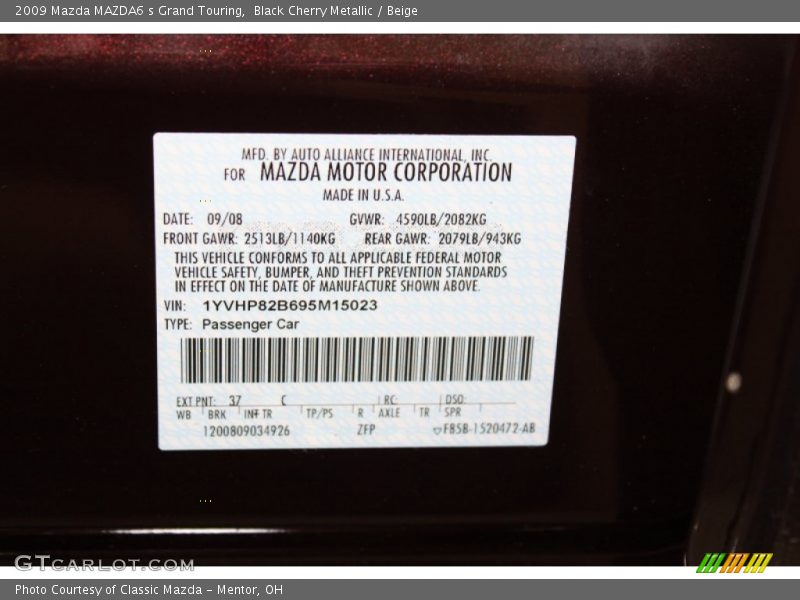 2009 Mazda MAZDA6 s Grand Touring,  Black Cherry Metallic / Beige
MFD. BY AUTO ALLIANCE INTERNATIONAL, INC.
FOR MAZDA MOTOR CORPORATION
MADE IN U.S.A.
DATE: 09/08 GVWR: 4590LB/2082KG
FRONT GAWR: 2513LB/1140KG REAR GAWR: 2079LB/943KG
THIS VEHICLE CONFORMS TO ALL APPLICABLE FEDERAL MOTOR
VEHICLE SAFETY, BUMPER, AND THEFT PREVENTION STANDARDS
IN EFFECT ON THE DATE OF MANUFACTURE SHOWN ABOVE.
VIN: 1YVHP82B695M15023
TYPE: Passenger Car
EXT PNT: 37 C RC: DSO:
WB BRK INT TR TP/PS R AXLE TR SPR
1200809034926 ZFP F85B-1520472-AB
GTCARLOT.COM
Photo Courtesy of Classic Mazda - Mentor, OH